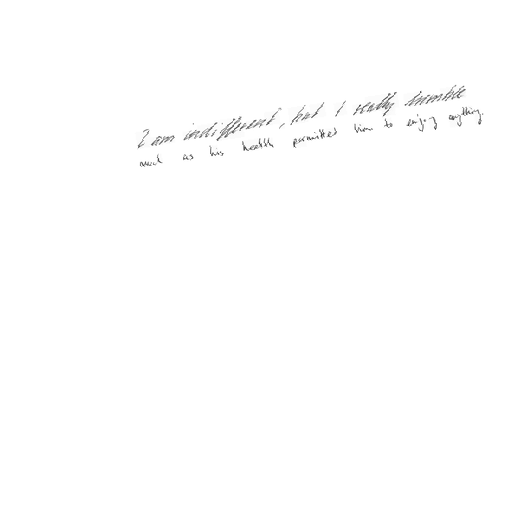 I am indifferent, but I really tremble
much as his health permitted him to enjoy anything.